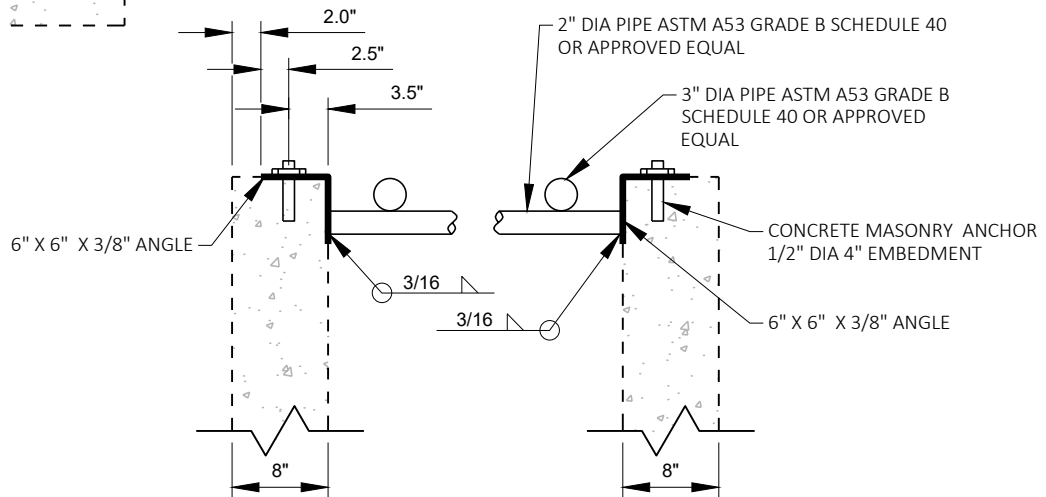 2.0"
2.5"
3.5"
2" DIA PIPE ASTM A53 GRADE B SCHEDULE 40
OR APPROVED EQUAL
3" DIA PIPE ASTM A53 GRADE B
SCHEDULE 40 OR APPROVED
EQUAL
6" X 6" X 3/8" ANGLE
CONCRETE MASONRY ANCHOR
1/2" DIA 4" EMBEDMENT
3/16
3/16
6" X 6" X 3/8" ANGLE
8"
8"